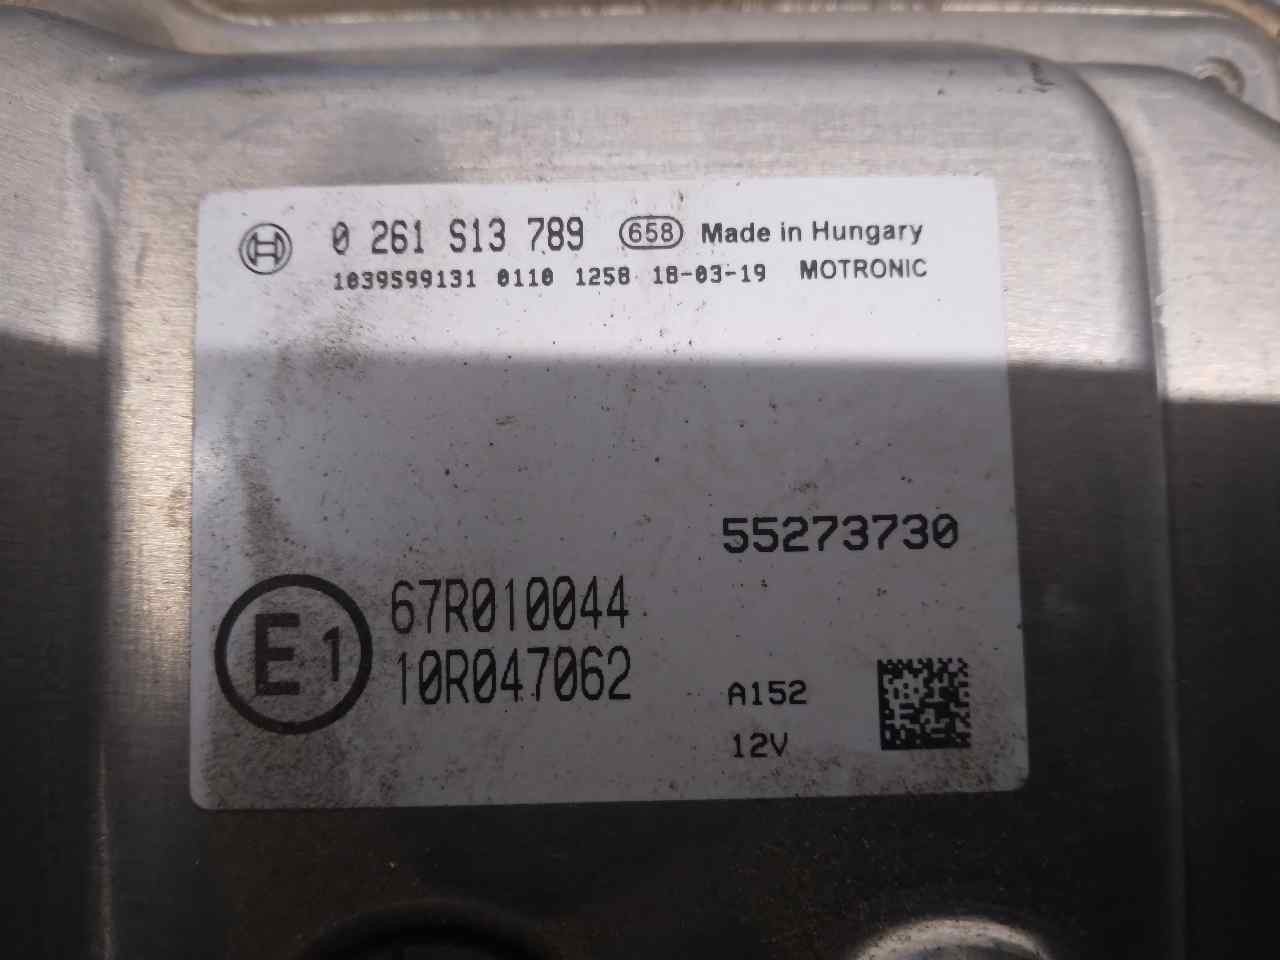 0 261 S13 789 658 Made in Hungary
1039S99131 0110 1258 18-03-19 MOTRONIC
55273730
E1 67R010044
10R047062
A152
12V